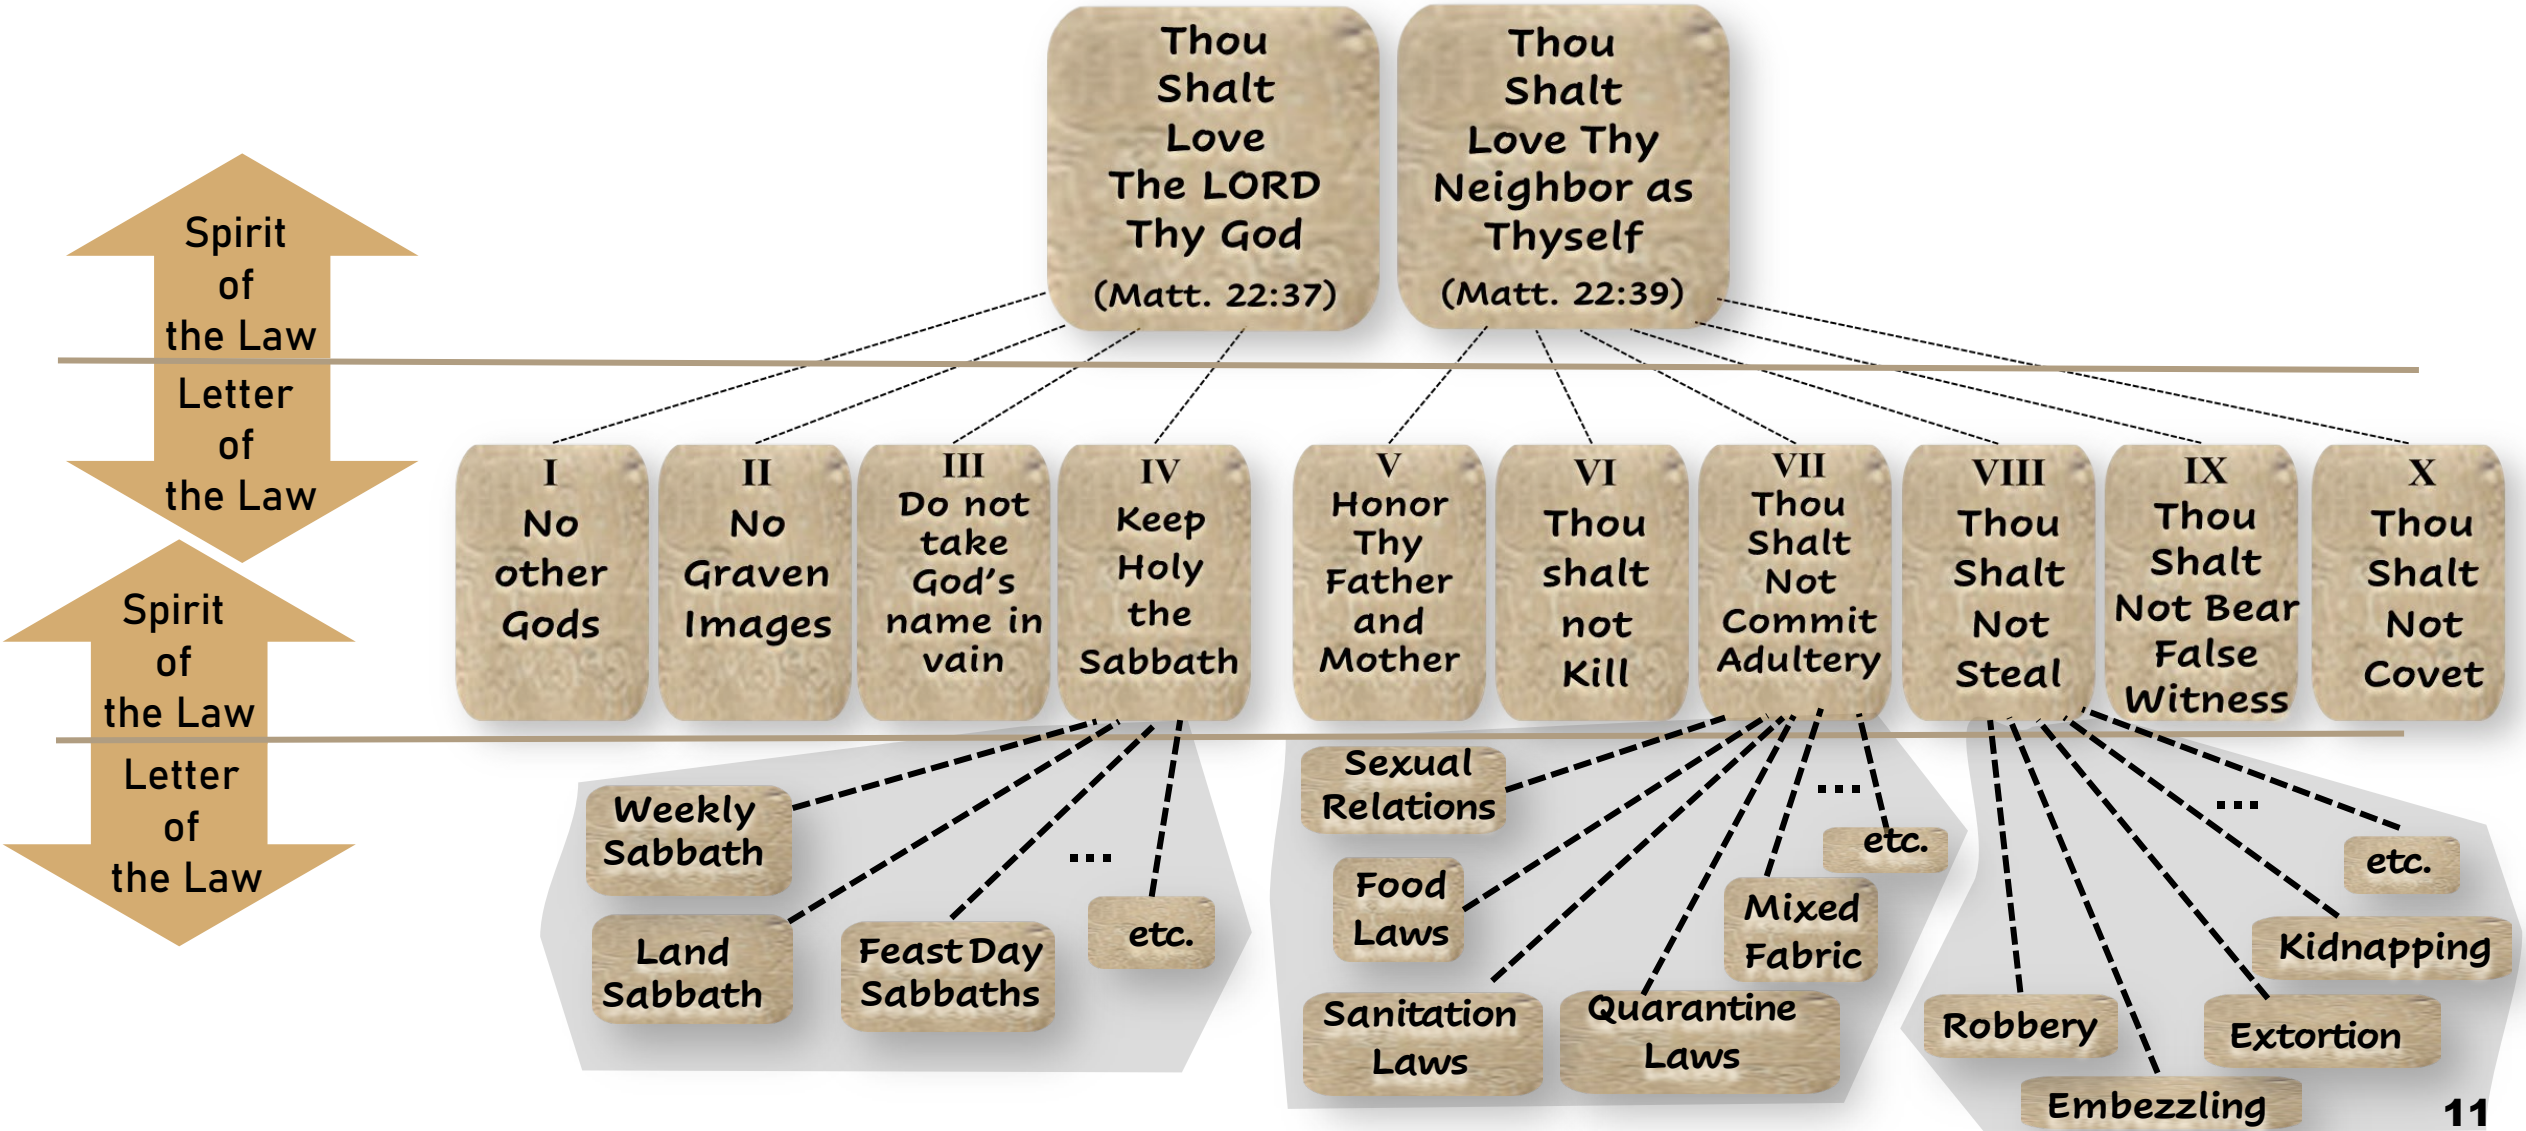 Thou
Shalt
Love
The LORD
Thy God
(Matt. 22:37)
Thou
Shalt
Love Thy
Neighbor as
Thyself
(Matt. 22:39)
Spirit
of
the Law
Letter
of
the Law
Spirit
of
the Law
Letter
of
the Law
I
No
other
Gods
II
No
Graven
Images
III
Do not
take
God's
name in
vain
IV
Keep
Holy
the
Sabbath
V
Honor
Thy
Father
and
Mother
VI
Thou
shalt
not
Kill
VII
Thou
Shalt
Not
Commit
Adultery
VIII
Thou
Shalt
Not
Steal
IX
Thou
Shalt
Not Bear
False
Witness
X
Thou
Shalt
Not
Covet
Weekly
Sabbath
Land
Sabbath
Feast Day
Sabbaths
...
etc.
Sexual
Relations
Food
Laws
Sanitation
Laws
Quarantine
Laws
Mixed
Fabric
...
etc.
Robbery
Embezzling
Extortion
Kidnapping
...
etc.
11